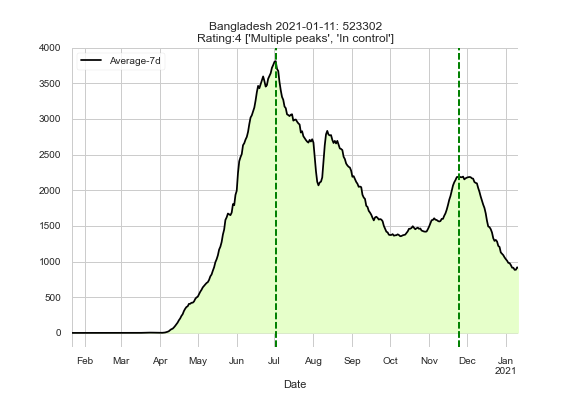 Bangladesh 2021-01-11: 523302
Rating:4 ['Multiple peaks', 'In control']
Average-7d
4000
3500
3000
2500
2000
1500
1000
500
0
Feb Mar Apr May Jun Jul Aug Sep Oct Nov Dec Jan
2021
Date